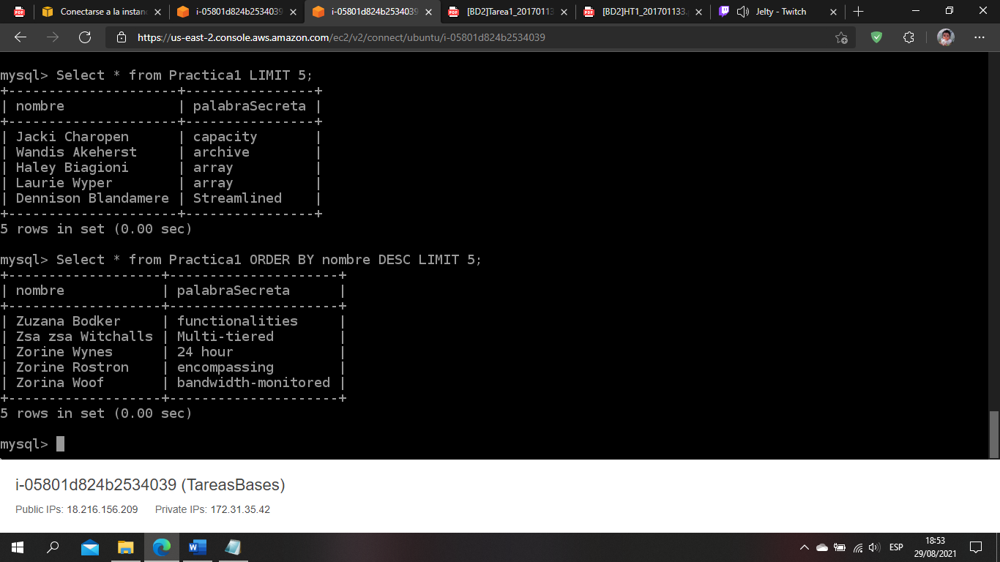 Conectarse a la instanc
i-05801d824b2534039
i-05801d824b2534039
[BD2]Tarea1_20170113
[BD2]HT1_201701133.
Jelty - Twitch
https://us-east-2.console.aws.amazon.com/ec2/v2/connect/ubuntu/i-05801d824b2534039
mysql> Select * from Practica1 LIMIT 5;
+---------------------+----------------+
| nombre              | palabraSecreta |
+---------------------+----------------+
| Jacki Charopen      | capacity       |
| Wandis Akeherst     | archive        |
| Haley Biagioni      | array          |
| Laurie Wyper        | array          |
| Dennison Blandamere | Streamlined    |
+---------------------+----------------+
5 rows in set (0.00 sec)
mysql> Select * from Practica1 ORDER BY nombre DESC LIMIT 5;
+-------------------+---------------------+
| nombre            | palabraSecreta      |
+-------------------+---------------------+
| Zuzana Bodker     | functionalities     |
| Zsa zsa Witchalls | Multi-tiered        |
| Zorine Wynes      | 24 hour             |
| Zorine Rostron    | encompassing        |
| Zorina Woof       | bandwidth-monitored |
+-------------------+---------------------+
5 rows in set (0.00 sec)
mysql>
i-05801d824b2534039 (TareasBases)
Public IPs: 18.216.156.209 Private IPs: 172.31.35.42
ESP
18:53
29/08/2021